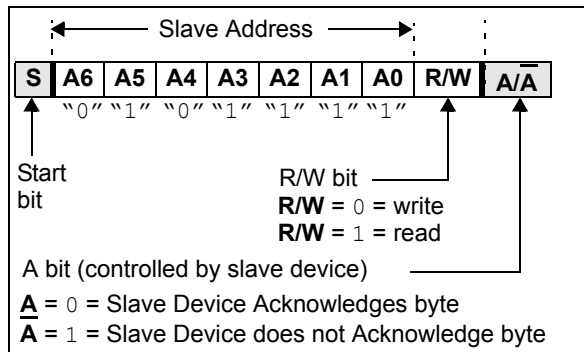 Slave Address
S A6 A5 A4 A3 A2 A1 A0 R/W A/A̅
“0” “1” “0” “1” “1” “1” “1”
Start
bit
R/W bit
R/W = 0 = write
R/W = 1 = read
A bit (controlled by slave device)
A = 0 = Slave Device Acknowledges byte
A̅ = 1 = Slave Device does not Acknowledge byte